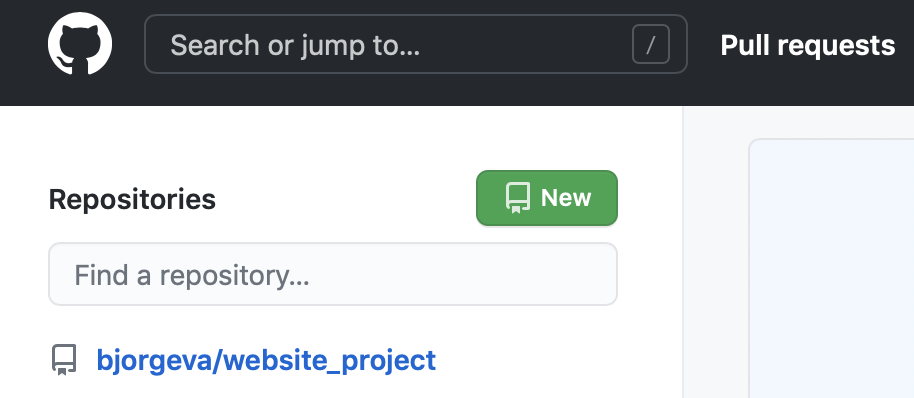 Search or jump to... / Pull requests
Repositories New
Find a repository...
bjorgeva/website_project